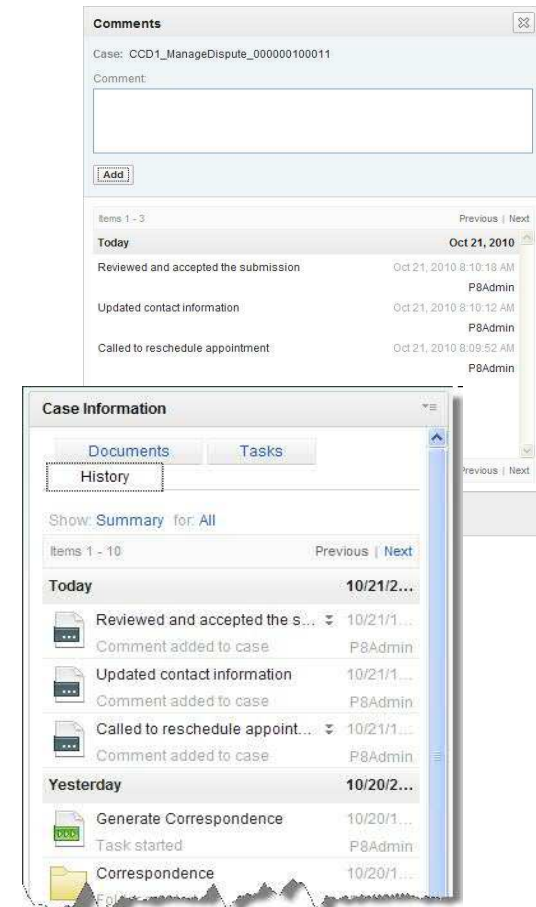 Comments
Case: CCD1_ManageDispute_000000100011
Comment:
Add
Items 1 - 3 Previous | Next
Today Oct 21, 2010
Reviewed and accepted the submission Oct 21, 2010 8:10:18 AM
P8Admin
Updated contact information Oct 21, 2010 8:10:12 AM
P8Admin
Called to reschedule appointment Oct 21, 2010 8:09:52 AM
P8Admin
Previous | Next
Case Information
Documents Tasks
History
Show: Summary for: All
Items 1 - 10 Previous | Next
Today 10/21/2...
Reviewed and accepted the s... 10/21/1...
Comment added to case P8Admin
Updated contact information 10/21/1...
Comment added to case P8Admin
Called to reschedule appoint... 10/21/1...
Comment added to case P8Admin
Yesterday 10/20/2...
Generate Correspondence 10/20/1...
Task started P8Admin
Correspondence 10/20/1...